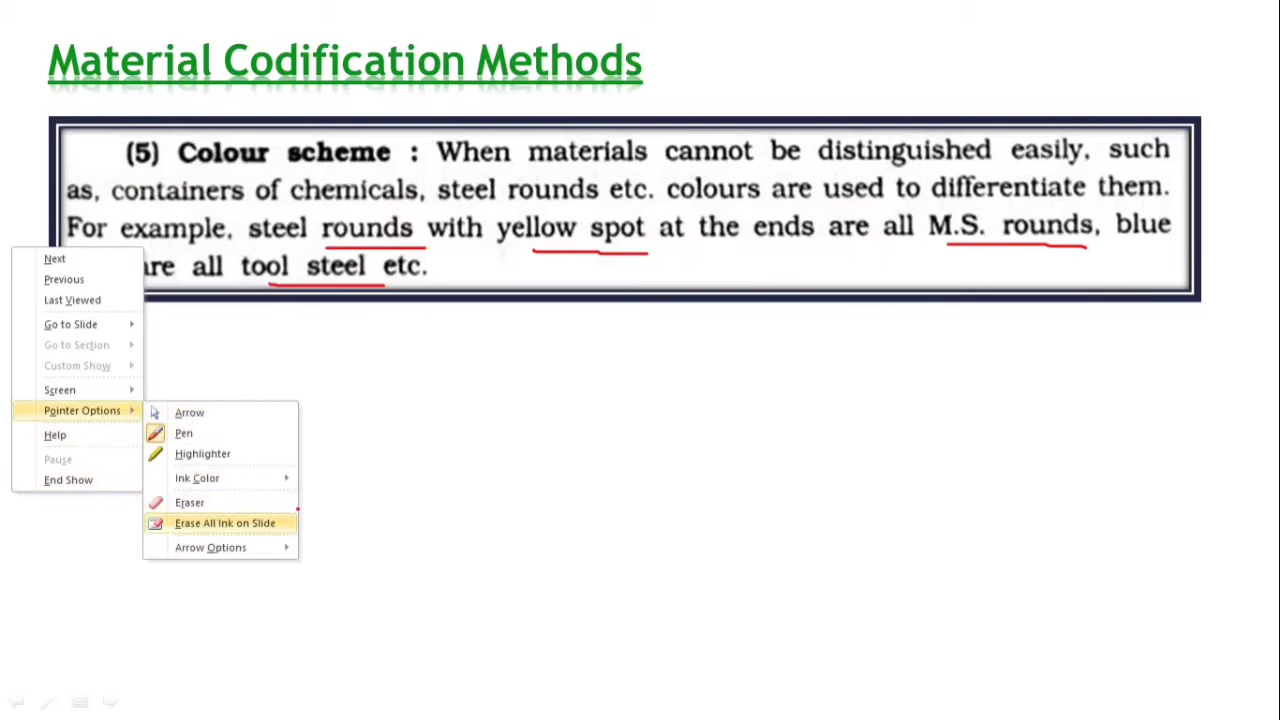 Material Codification Methods
(5) Colour scheme : When materials cannot be distinguished easily, such
as, containers of chemicals, steel rounds etc. colours are used to differentiate them.
For example, steel rounds with yellow spot at the ends are all M.S. rounds, blue
are all tool steel etc.
Next
Previous
Last Viewed
Go to Slide
Go to Section
Custom Show
Screen
Pointer Options
Help
Pause
End Show
Arrow
Pen
Highlighter
Ink Color
Eraser
Erase All Ink on Slide
Arrow Options